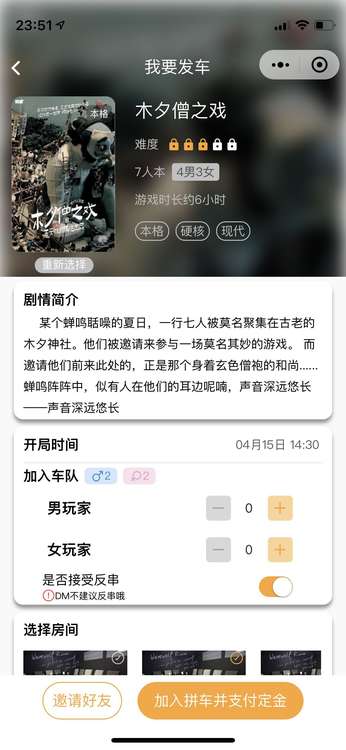 23:51
我要发车
本格
木夕僧之戏
木夕僧之戏
难度
7人本 4男3女
游戏时长约6小时
本格 硬核 现代
重新选择
剧情简介
某个蝉鸣聒噪的夏日，一行七人被莫名聚集在古老的
木夕神社。他们被邀请来参与一场莫名其妙的游戏。 而
邀请他们前来此处的，正是那个身着玄色僧袍的和尚......
蝉鸣阵阵中，似有人在他们的耳边呢喃，声音深远悠长
——声音深远悠长
开局时间 04月15日 14:30
加入车队 2 2
男玩家 0
女玩家 0
是否接受反串
DM不建议反串哦
选择房间
邀请好友 加入拼车并支付定金